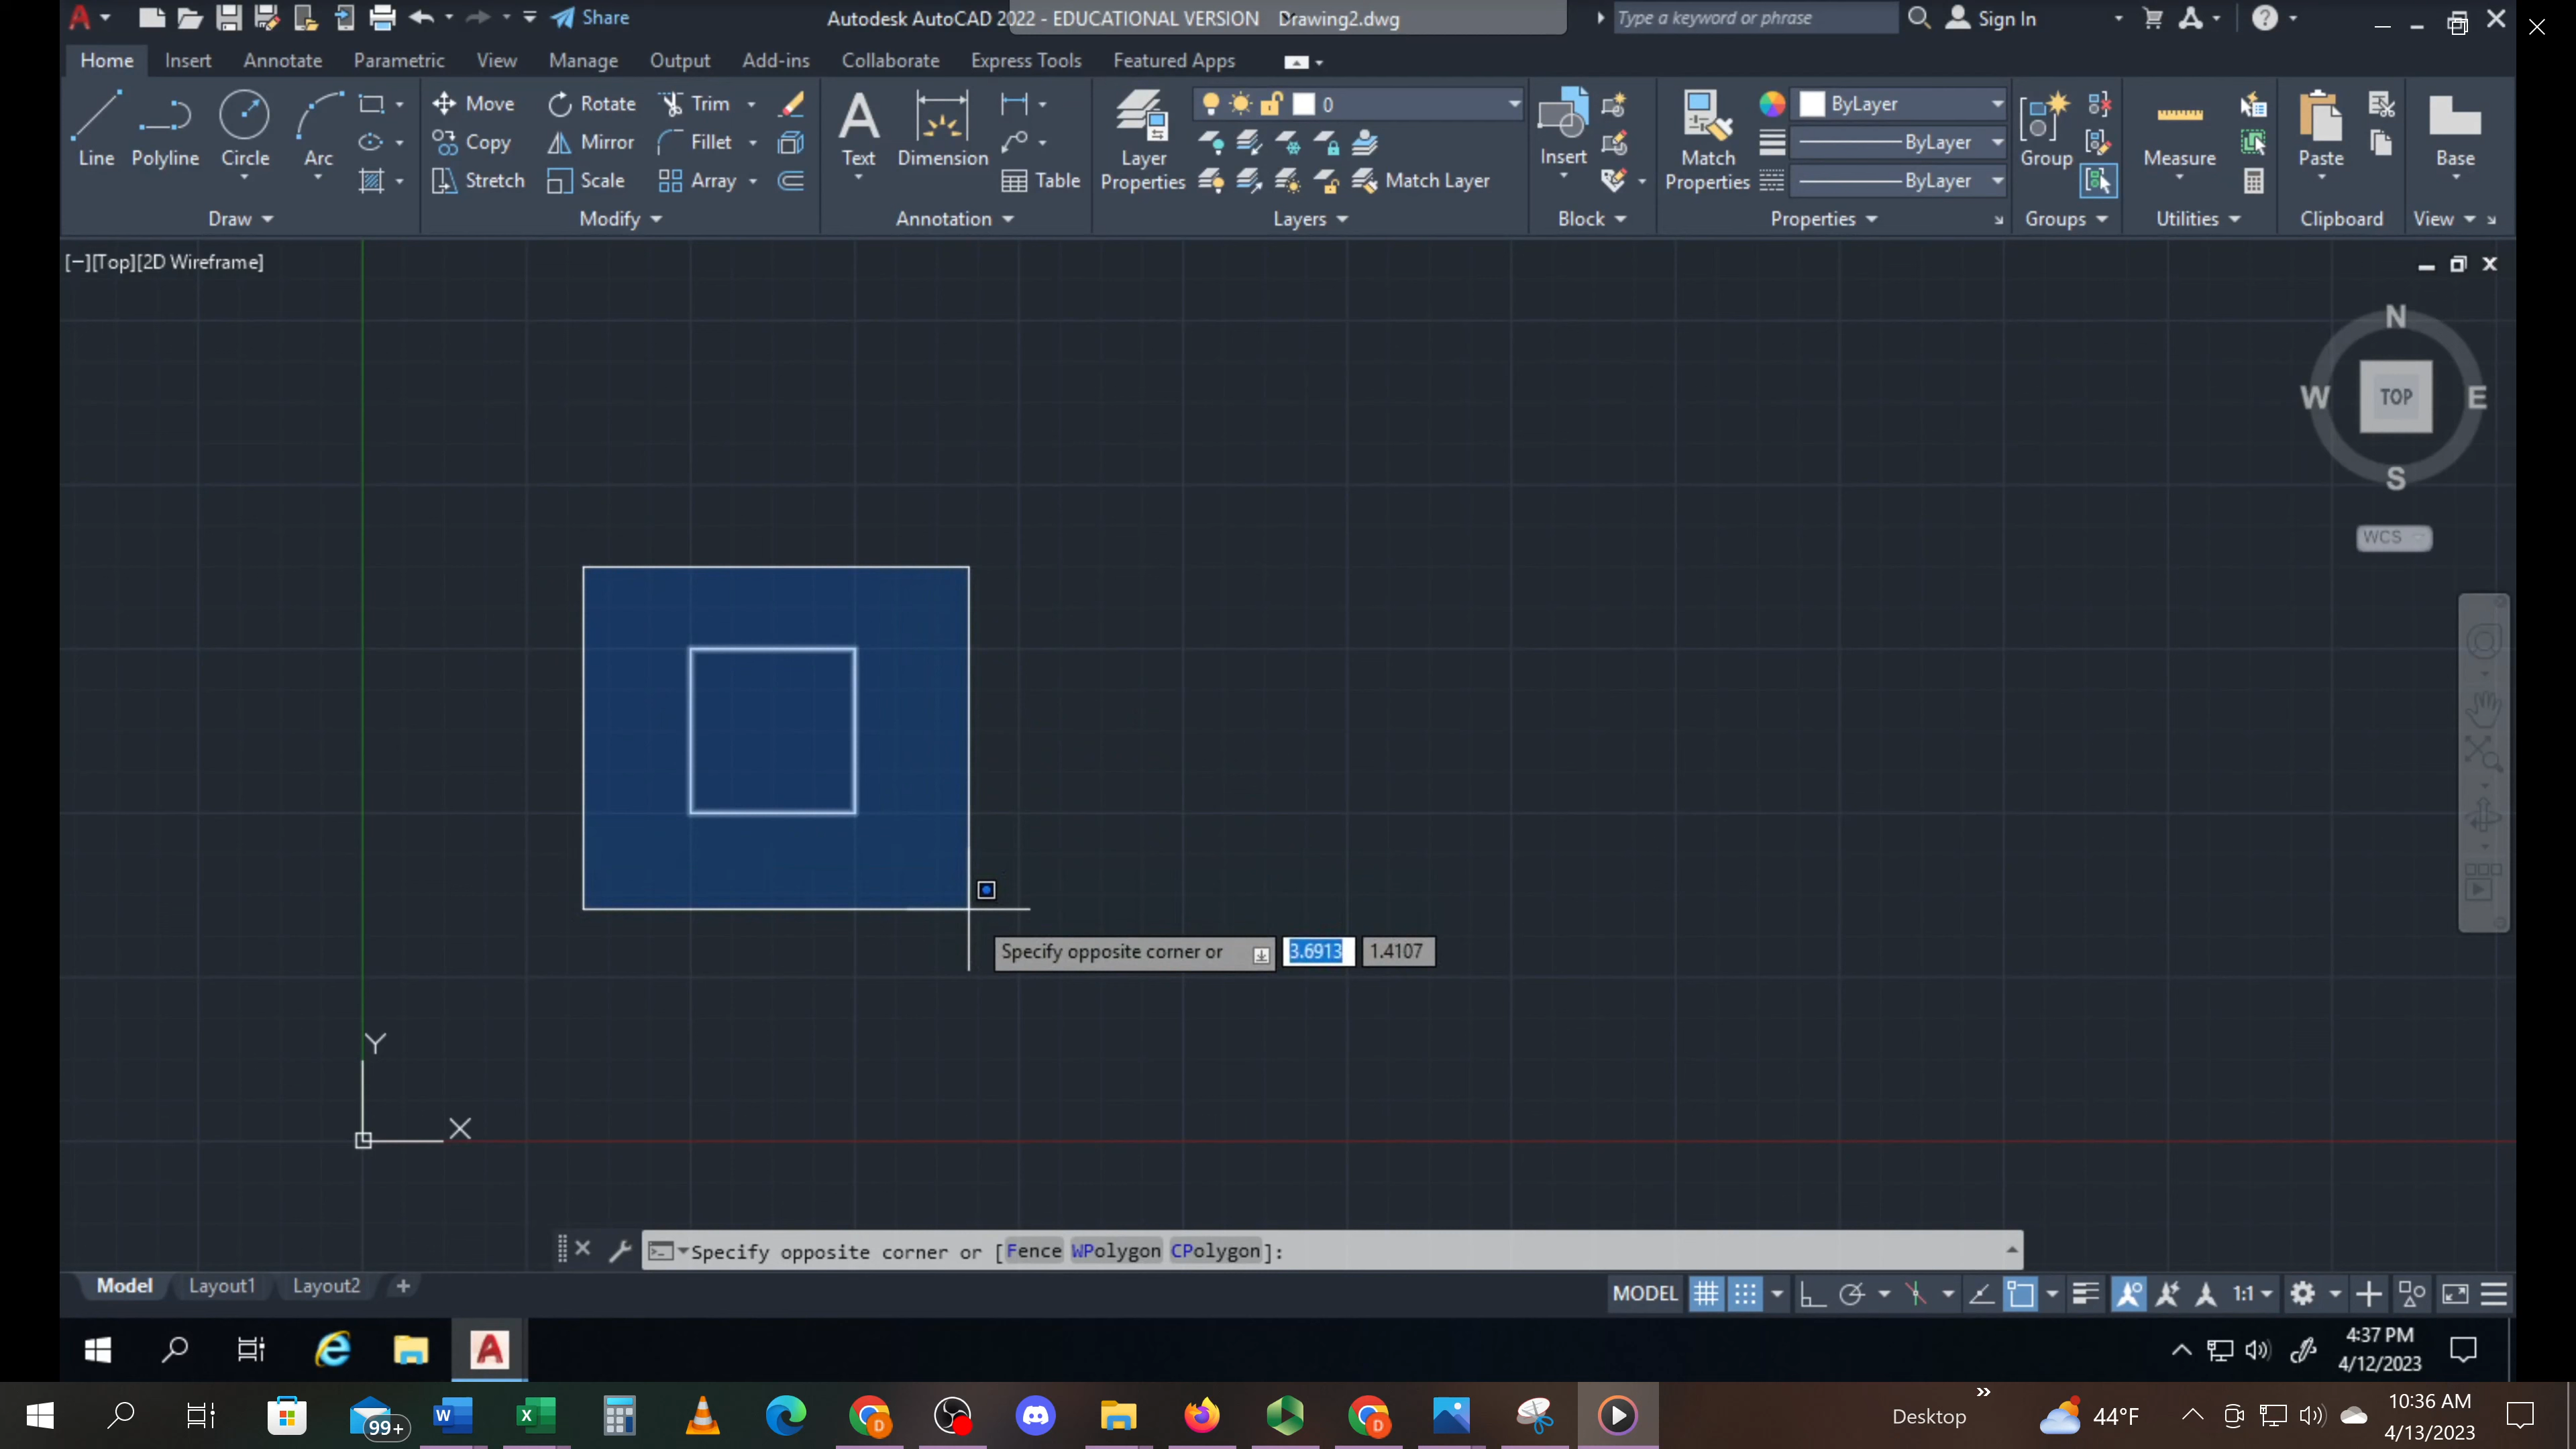 Share Autodesk AutoCAD 2022 - EDUCATIONAL VERSION Drawing2.dwg Type a keyword or phrase Sign In
Home Insert Annotate Parametric View Manage Output Add-ins Collaborate Express Tools Featured Apps
Line Polyline Circle Arc
Move Rotate Trim
Copy Mirror Fillet
Stretch Scale Array
Text Dimension Table
Layer Properties
0
Match Layer
Insert
Match Properties
ByLayer
ByLayer
ByLayer
Group Measure Paste Base
Draw Modify Annotation Layers Block Properties Groups Utilities Clipboard View
[−][Top][2D Wireframe]
N
W TOP E
S
WCS
Specify opposite corner or 3.6913 1.4107
Y
X
Specify opposite corner or [Fence WPolygon CPolygon]:
Model Layout1 Layout2 + MODEL 1:1
4:37 PM
4/12/2023
99+
Desktop
44°F
10:36 AM
4/13/2023